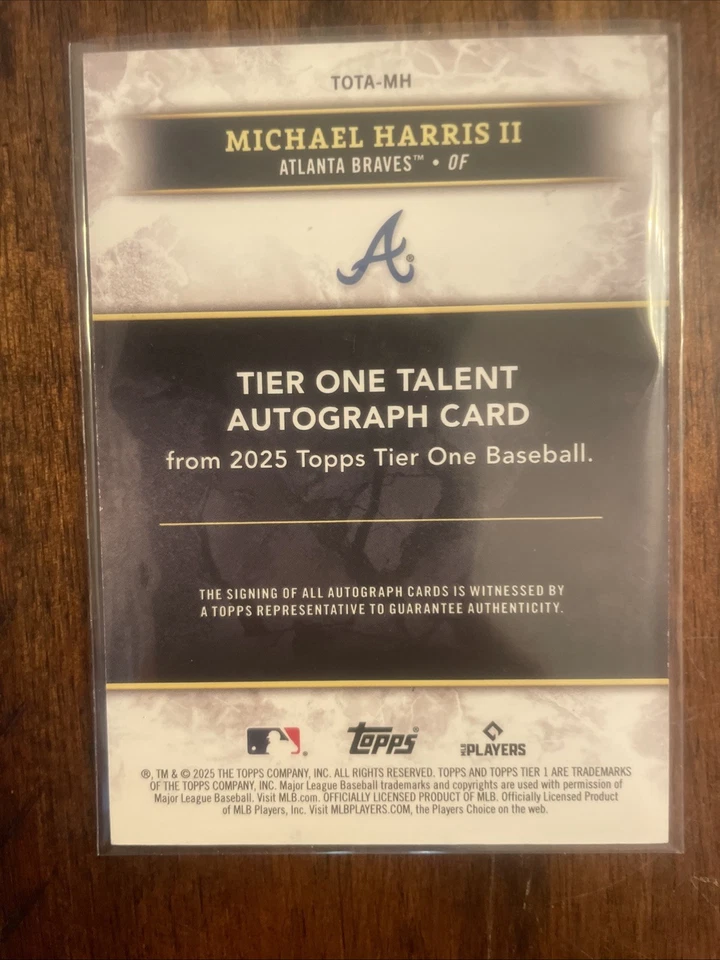 TOTA-MH
MICHAEL HARRIS II
ATLANTA BRAVES™ • OF
A®
TIER ONE TALENT
AUTOGRAPH CARD
from 2025 Topps Tier One Baseball.
THE SIGNING OF ALL AUTOGRAPH CARDS IS WITNESSED BY
A TOPPS REPRESENTATIVE TO GUARANTEE AUTHENTICITY.
® Topps® MLB PLAYERS
®, TM & © 2025 THE TOPPS COMPANY, INC. ALL RIGHTS RESERVED. TOPPS AND TOPPS TIER 1 ARE TRADEMARKS
OF THE TOPPS COMPANY, INC. Major League Baseball trademarks and copyrights are used with permission of
Major League Baseball. Visit MLB.com. OFFICIALLY LICENSED PRODUCT OF MLB. Officially Licensed Product
of MLB Players, Inc. Visit MLBPLAYERS.COM, the Players Choice on the web.